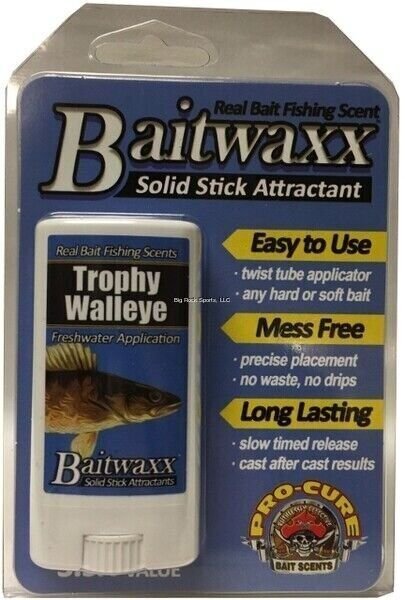 Real Bait Fishing Scent
Baitwaxx
Solid Stick Attractant
Real Bait Fishing Scents
Trophy
Walleye
Big Rock Sports, LLC
Freshwater Application
Baitwaxx
Solid Stick Attractants
Easy to Use
· twist tube applicator
· any hard or soft bait
Mess Free
· precise placement
· no waste, no drips
Long Lasting
· slow timed release
· cast after cast results
PRO-CURE
BAIT SCENTS
VALUE